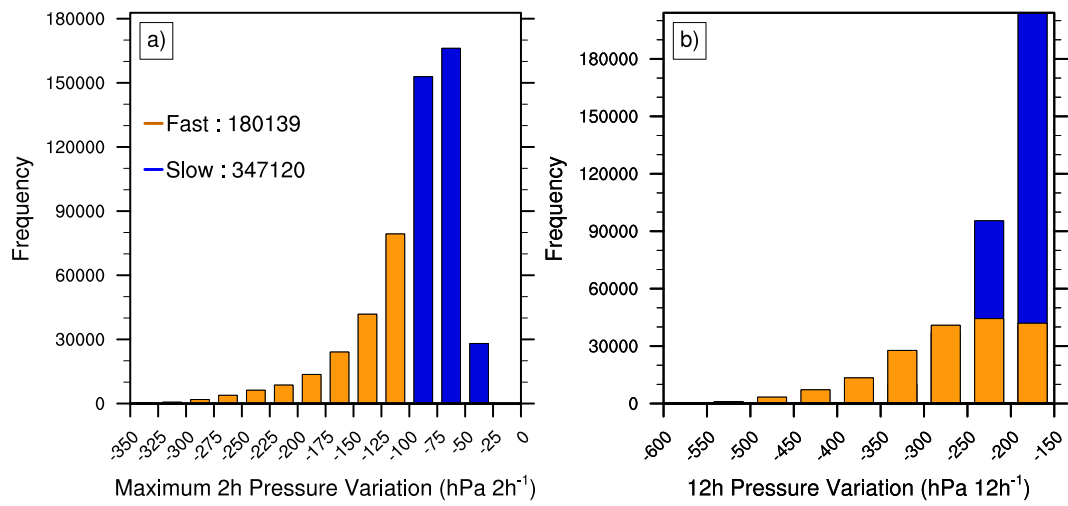 a)
Fast : 180139
Slow : 347120
Frequency
180000
150000
120000
90000
60000
30000
0
-350 -325 -300 -275 -250 -225 -200 -175 -150 -125 -100 -75 -50 -25 0
Maximum 2h Pressure Variation (hPa 2h⁻¹)
b)
Frequency
180000
150000
120000
90000
60000
30000
0
-600 -550 -500 -450 -400 -350 -300 -250 -200 -150
12h Pressure Variation (hPa 12h⁻¹)